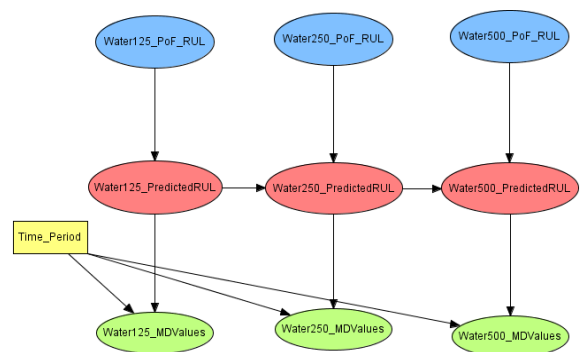 Water125_PoF_RUL
Water250_PoF_RUL
Water500_PoF_RUL
Water125_PredictedRUL
Water250_PredictedRUL
Water500_PredictedRUL
Time_Period
Water125_MDValues
Water250_MDValues
Water500_MDValues